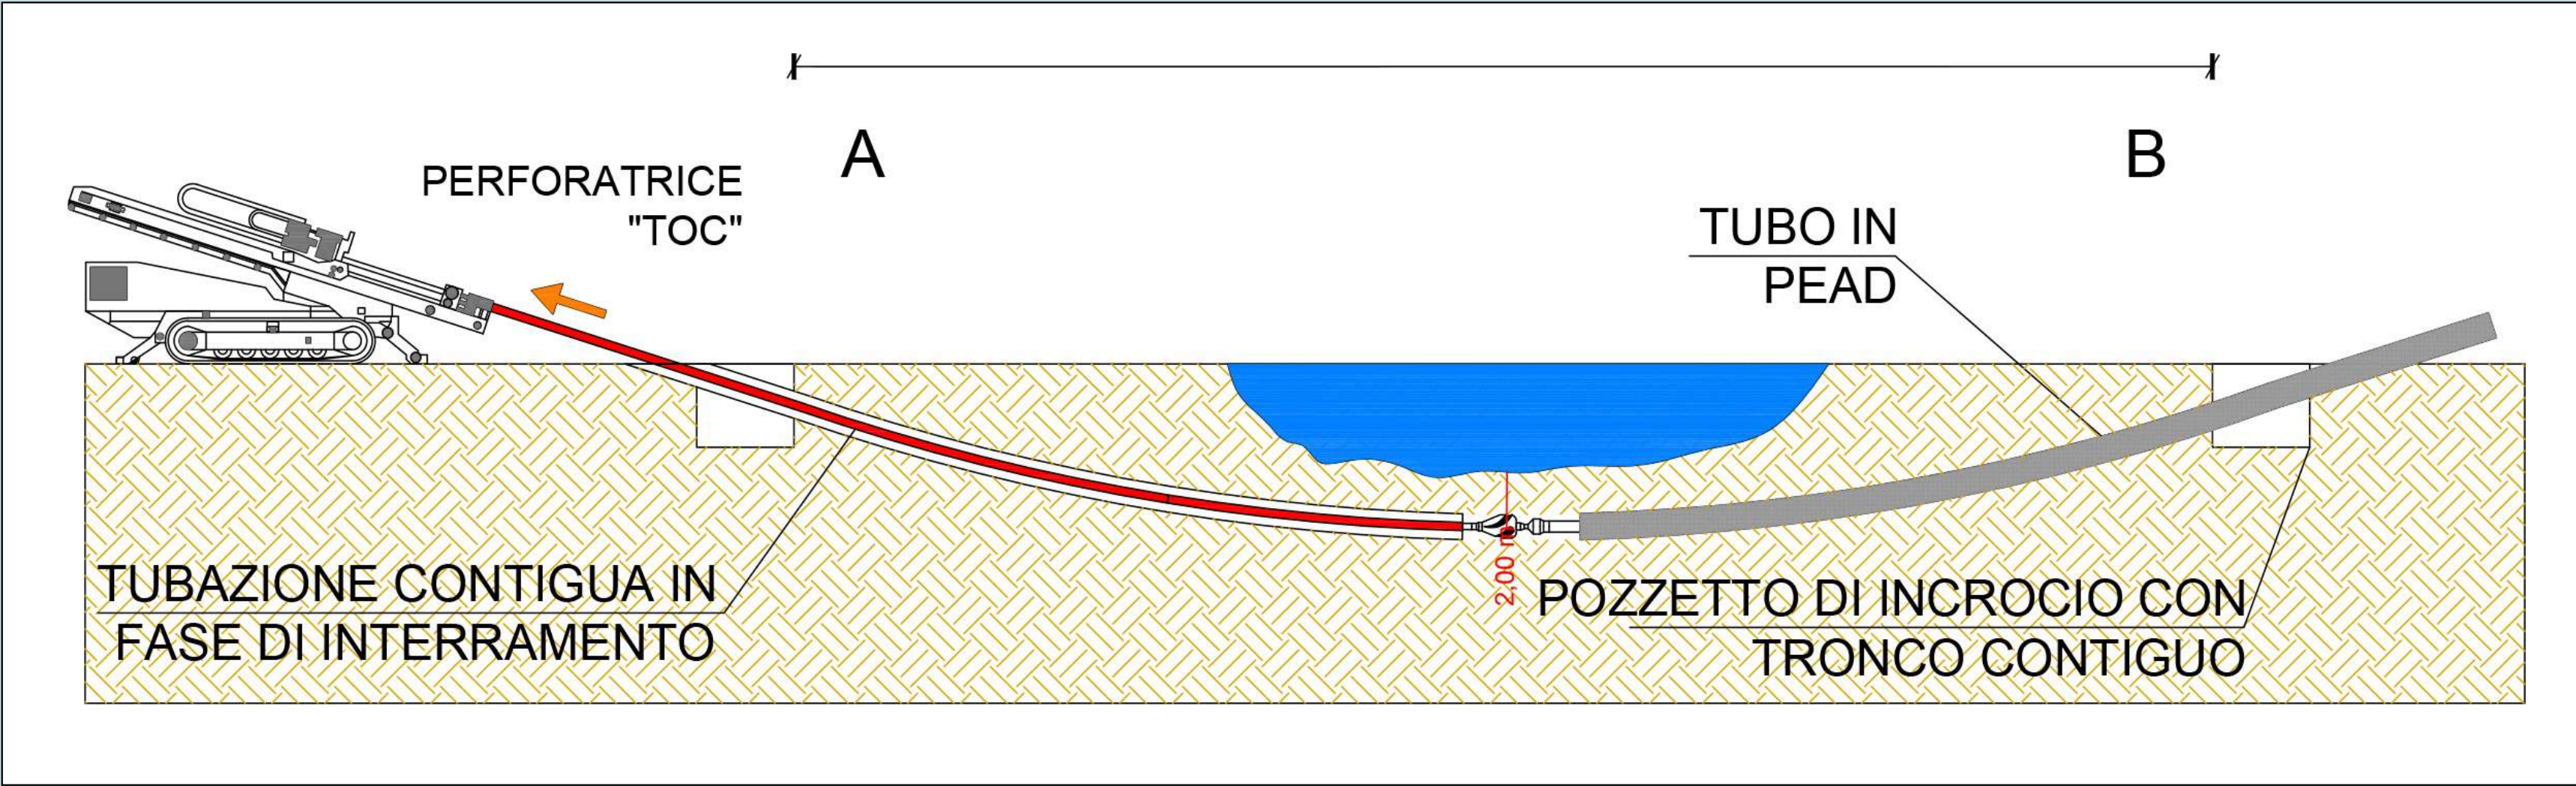 A
B
PERFORATRICE
"TOC"
TUBO IN
PEAD
2,00 m
TUBAZIONE CONTIGUA IN
FASE DI INTERRAMENTO
POZZETTO DI INCROCIO CON
TRONCO CONTIGUO